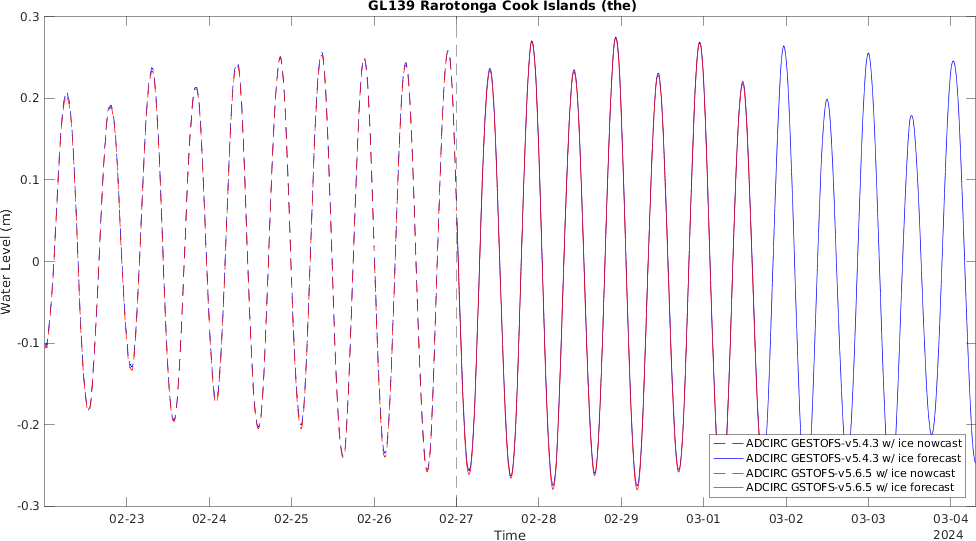 GL139 Rarotonga Cook Islands (the)
0.3
0.2
0.1
0
-0.1
-0.2
-0.3
Water Level (m)
02-23 02-24 02-25 02-26 02-27 02-28 02-29 03-01 03-02 03-03 03-04
2024
Time
ADCIRC GESTOFS-v5.4.3 w/ ice nowcast
ADCIRC GESTOFS-v5.4.3 w/ ice forecast
ADCIRC GSTOFS-v5.6.5 w/ ice nowcast
ADCIRC GSTOFS-v5.6.5 w/ ice forecast